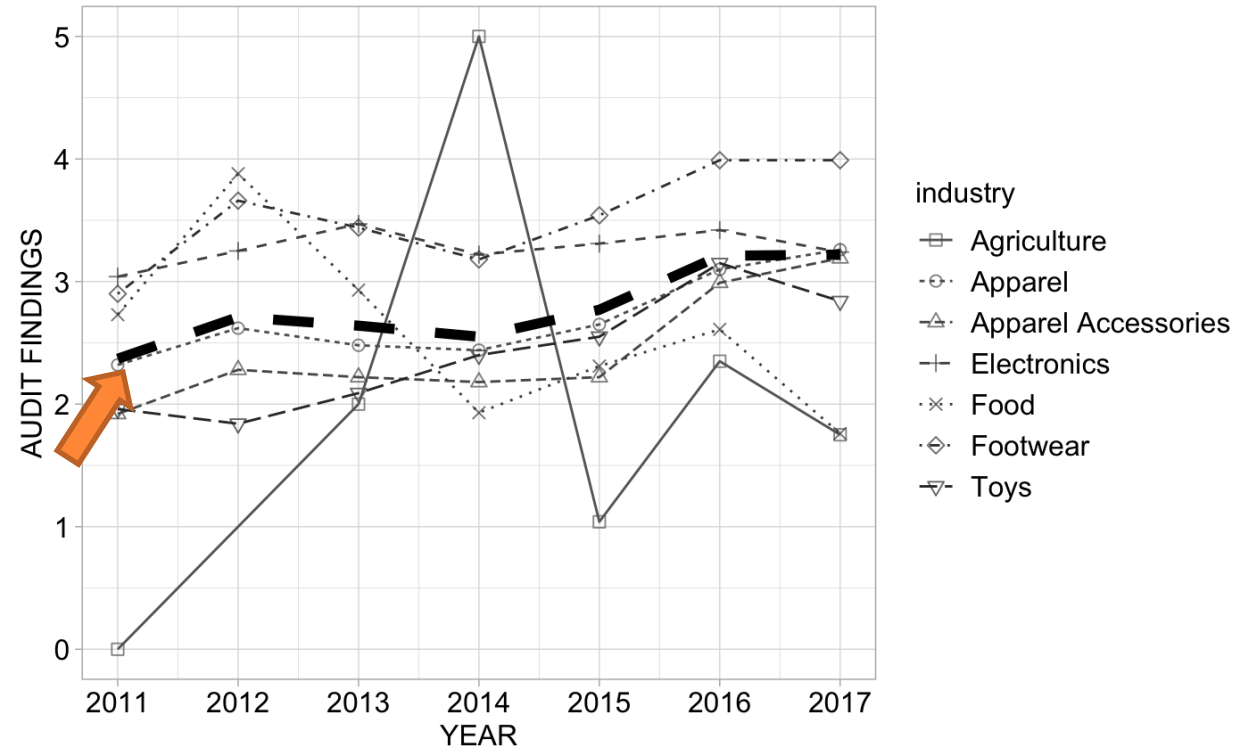 5
4
3
2
1
0
AUDIT FINDINGS
2011 2012 2013 2014 2015 2016 2017
YEAR
industry
Agriculture
Apparel
Apparel Accessories
Electronics
Food
Footwear
Toys